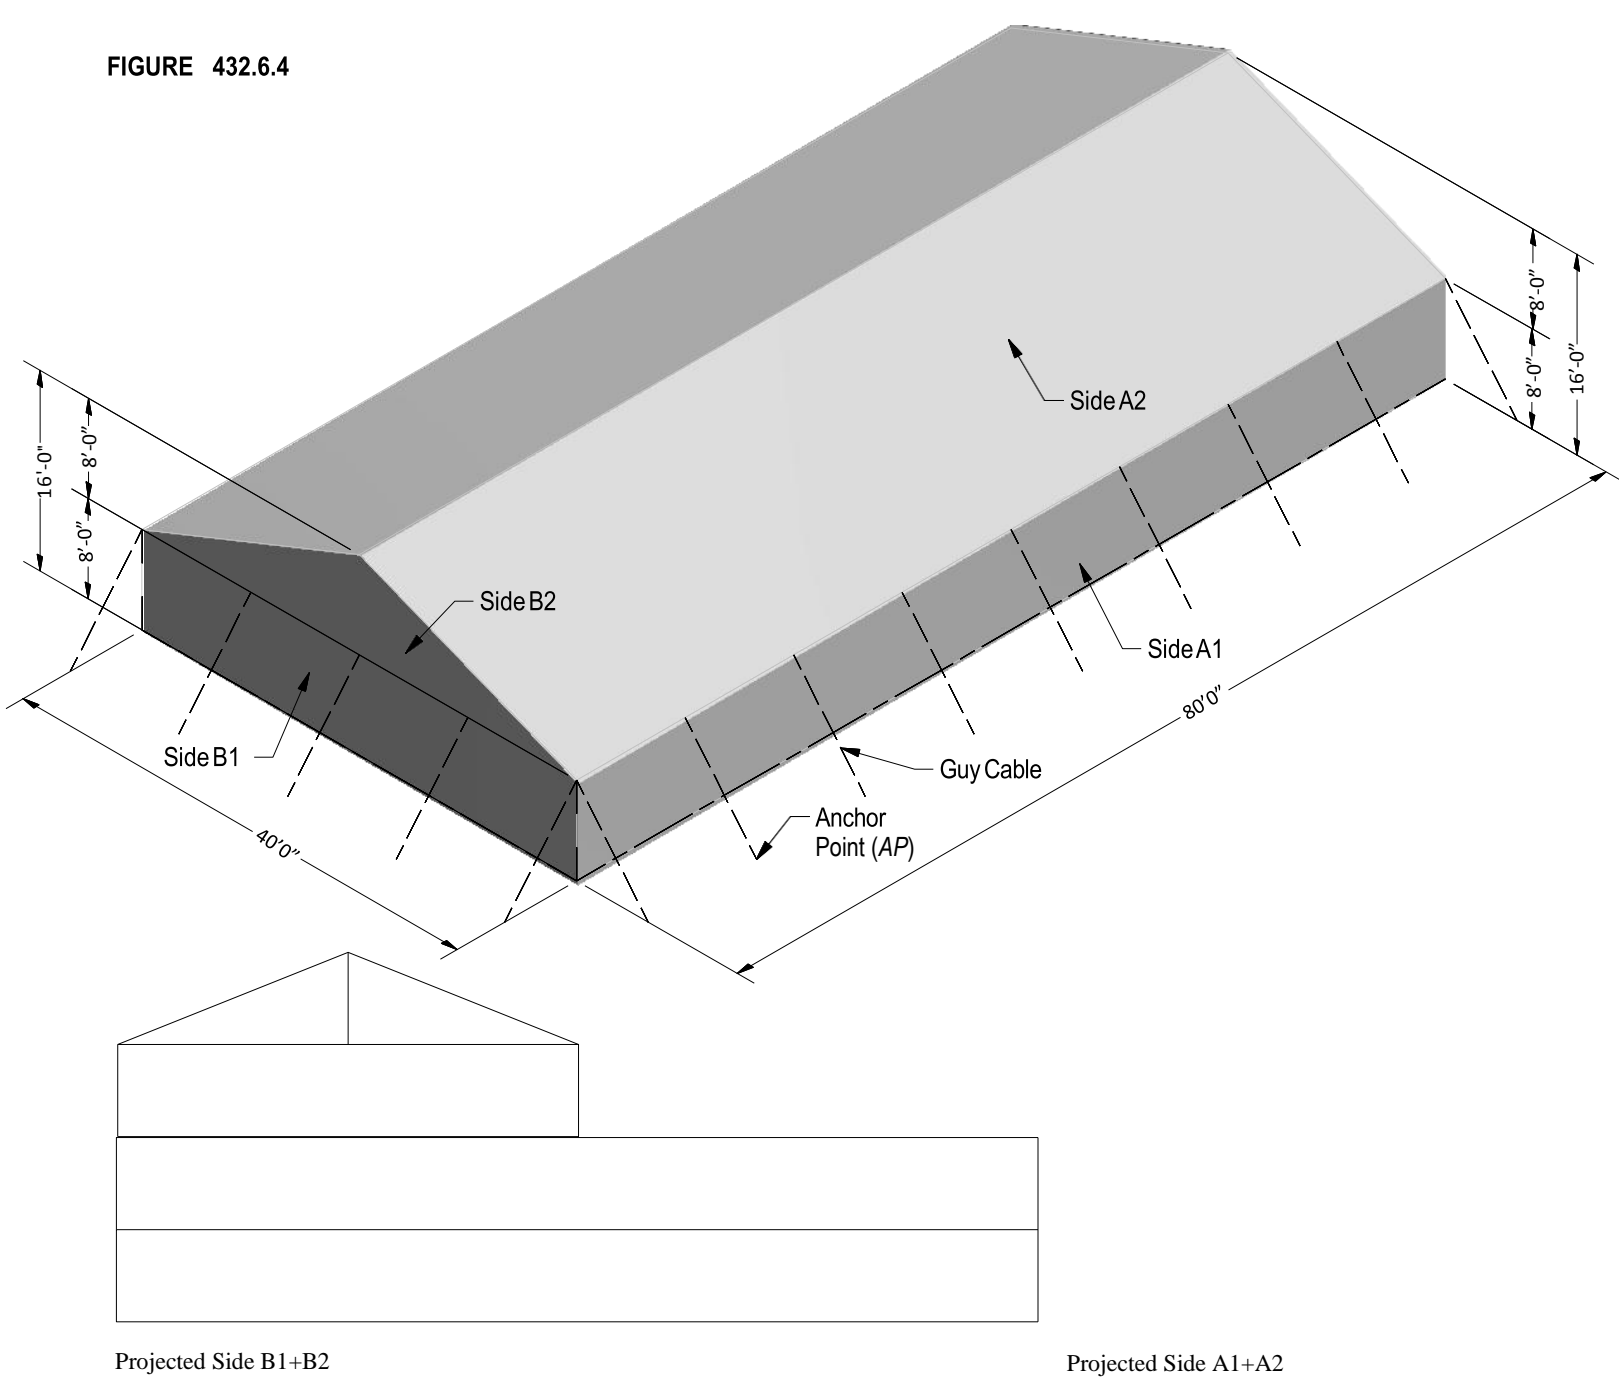 FIGURE 432.6.4
8'-0"
16'-0"
8'-0"
Side A2
16'-0"
8'-0"
8'-0"
Side B2
Side A1
80'0"
Side B1
Guy Cable
40'0"
Anchor
Point (AP)
Projected Side B1+B2
Projected Side A1+A2